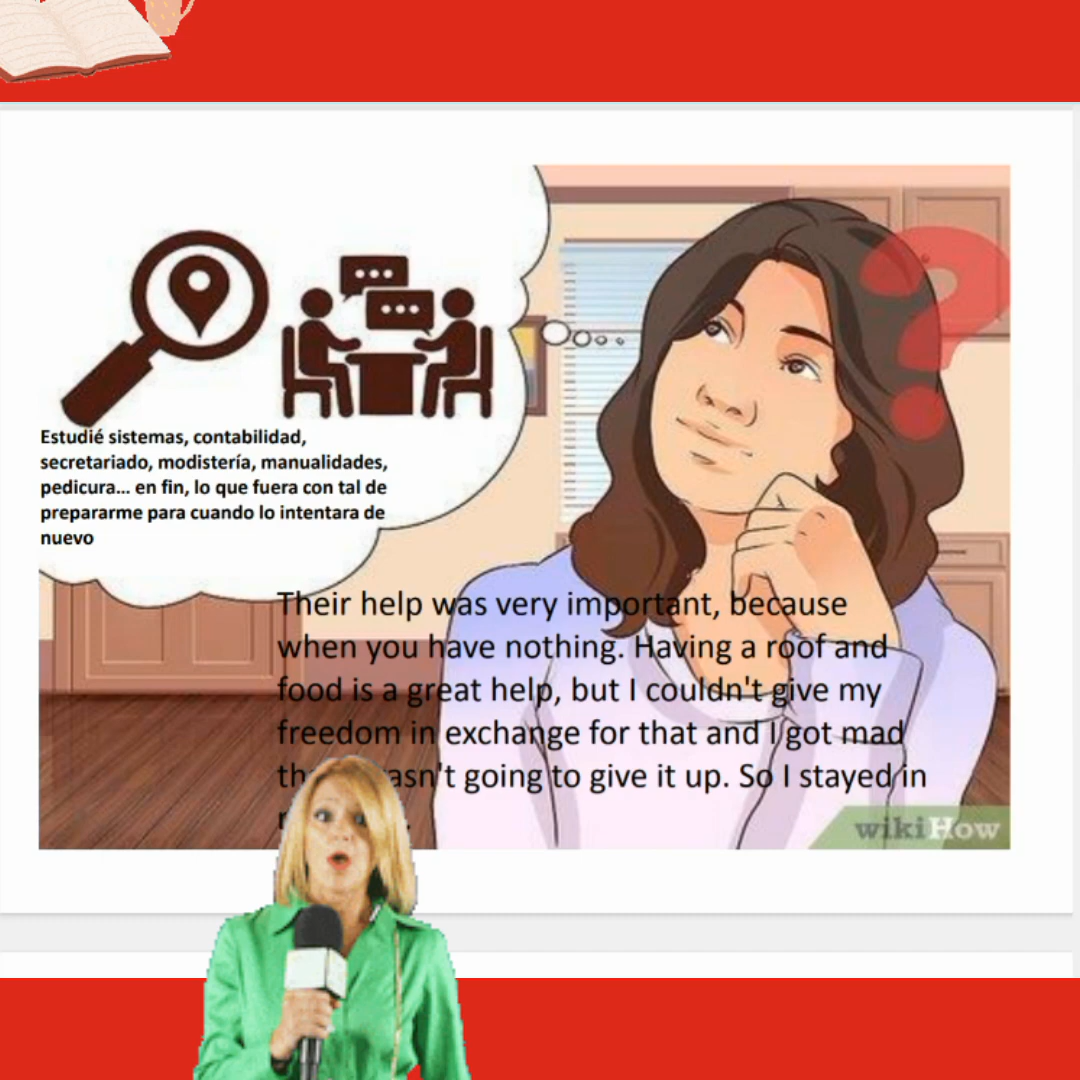 Estudié sistemas, contabilidad,
secretariado, modistería, manualidades,
pedicura... en fin, lo que fuera con tal de
prepararme para cuando lo intentara de
nuevo
Their help was very important, because
when you have nothing. Having a roof and
food is a great help, but I couldn't give my
freedom in exchange for that and I got mad
going to give it up. So I stayed in
wikiHow